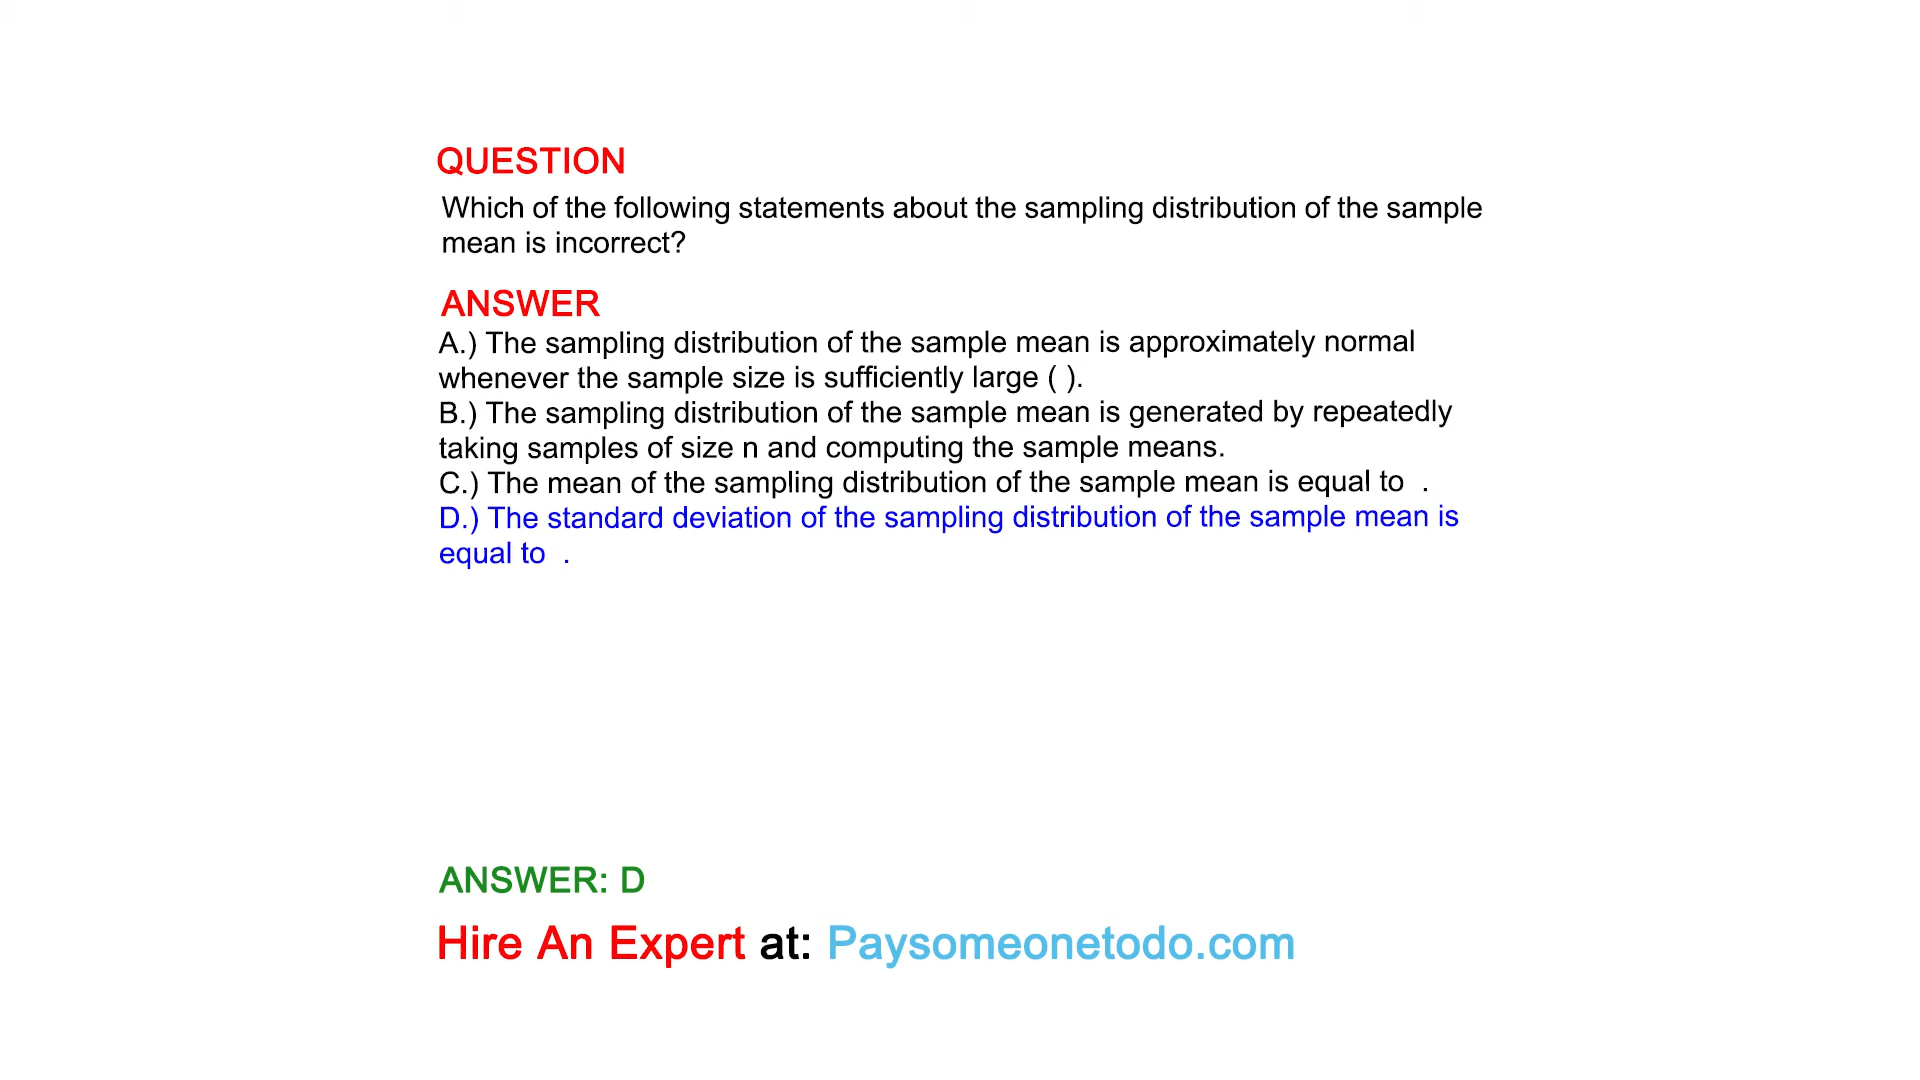 QUESTION
Which of the following statements about the sampling distribution of the sample
mean is incorrect?
ANSWER
A.) The sampling distribution of the sample mean is approximately normal
whenever the sample size is sufficiently large ( ).
B.) The sampling distribution of the sample mean is generated by repeatedly
taking samples of size n and computing the sample means.
C.) The mean of the sampling distribution of the sample mean is equal to  .
D.) The standard deviation of the sampling distribution of the sample mean is
equal to  .
ANSWER: D
Hire An Expert at: Paysomeonetodo.com